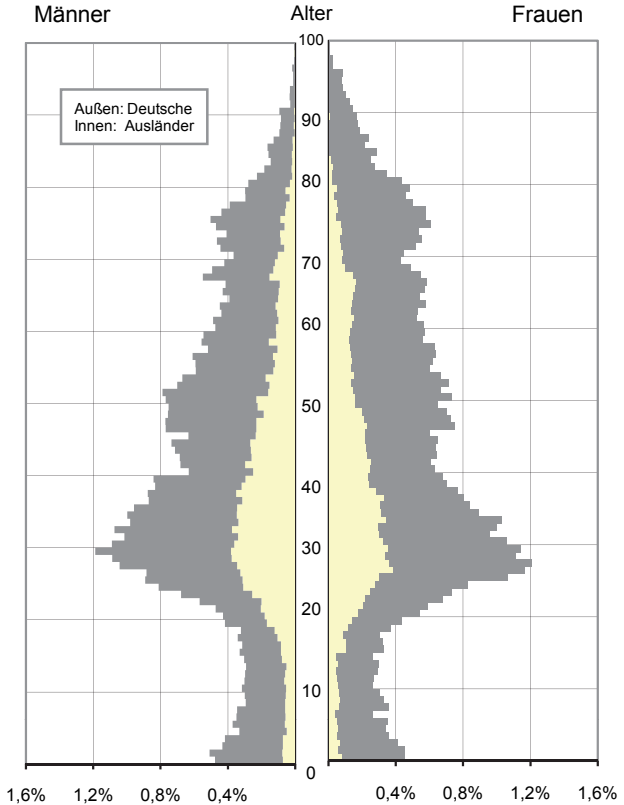 Männer Alter Frauen
100
Außen: Deutsche
Innen: Ausländer
90
80
70
60
50
40
30
20
10
0
1,6% 1,2% 0,8% 0,4% 0,4% 0,8% 1,2% 1,6%